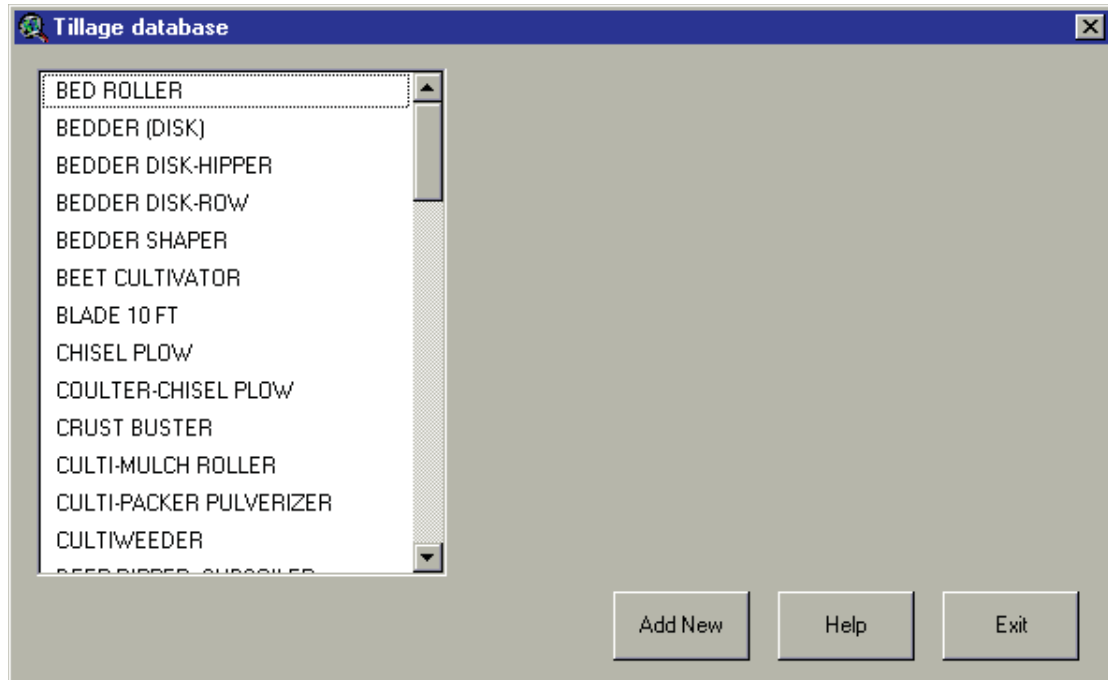 Tillage database
BED ROLLER
BEDDER (DISK)
BEDDER DISK-HIPPER
BEDDER DISK-ROW
BEDDER SHAPER
BEET CULTIVATOR
BLADE 10 FT
CHISEL PLOW
COULTER-CHISEL PLOW
CRUST BUSTER
CULTI-MULCH ROLLER
CULTI-PACKER PULVERIZER
CULTIWEEDER
Add New
Help
Exit